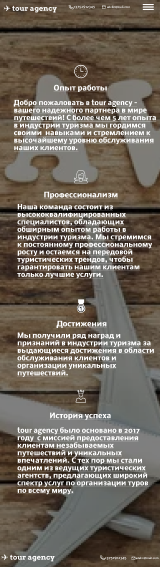 tour agency
Опыт работы
Добро пожаловать в tour agency –
вашего надежного партнера в мире
путешествий! С более чем 5 лет опыта
в индустрии туризма мы гордимся
своими навыками и стремлением к
высочайшему уровню обслуживания
наших клиентов.
Профессионализм
Наша команда состоит из
высококвалифицированных
специалистов, обладающих
обширным опытом работы в
индустрии туризма. Мы стремимся
к постоянному профессиональному
росту и остаемся на передовой
туристических трендов, чтобы
гарантировать нашим клиентам
только лучшие услуги.
Достижения
Мы получили ряд наград и
признаний в индустрии туризма за
выдающиеся достижения в области
обслуживания клиентов и
организации уникальных
путешествий.
История успеха
tour agency было основано в 2017
году с миссией предоставления
клиентам незабываемых
путешествий и уникальных
впечатлений. С тех пор мы стали
одним из ведущих туристических
агентств, предлагающих широкий
спектр услуг по организации туров
по всему миру.
tour agency